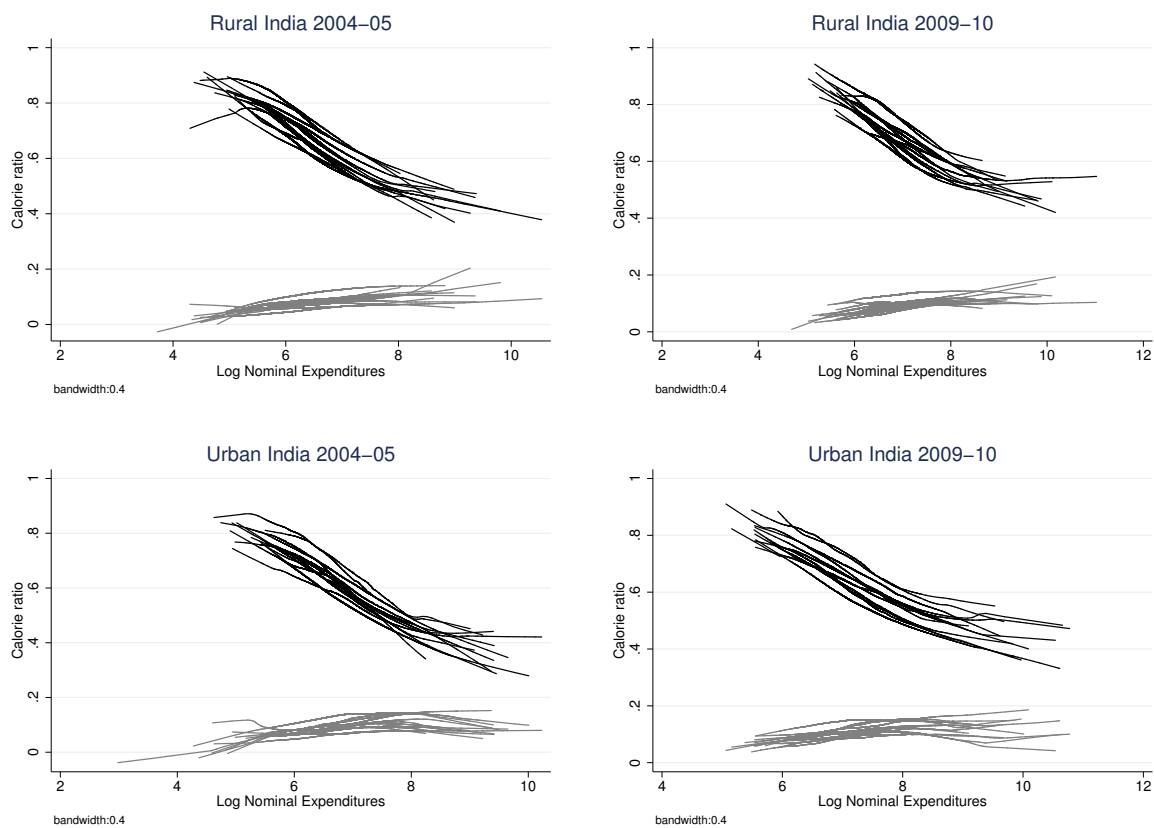 Rural India 2004−05
1
.8
.6
.4
.2
0
Calorie ratio
2 4 6 8 10
Log Nominal Expenditures
bandwidth:0.4
Rural India 2009−10
1
.8
.6
.4
.2
0
Calorie ratio
2 4 6 8 10 12
Log Nominal Expenditures
bandwidth:0.4
Urban India 2004−05
1
.8
.6
.4
.2
0
Calorie ratio
2 4 6 8 10
Log Nominal Expenditures
bandwidth:0.4
Urban India 2009−10
1
.8
.6
.4
.2
0
Calorie ratio
4 6 8 10 12
Log Nominal Expenditures
bandwidth:0.4